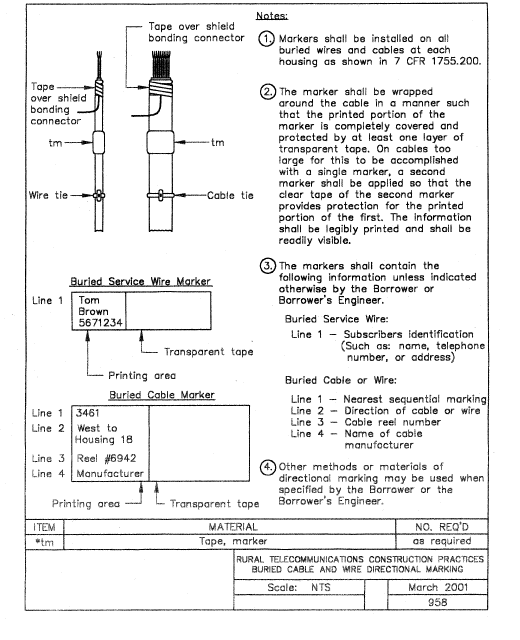 Tape over shield
bonding connector
Tape
over shield
bonding
connector
tm
tm
Wire tie
Cable tie
Buried Service Wire Marker
Line 1
Tom
Brown
5671234
Transparent tape
Printing area
Buried Cable Marker
Line 1 3461
Line 2 West to
Housing 18
Line 3 Reel #6942
Line 4 Manufacturer
Printing area
Transparent tape
Notes:
1. Markers shall be installed on all
buried wires and cables at each
housing as shown in 7 CFR 1755.200.
2. The marker shall be wrapped
around the cable in a manner such
that the printed portion of the
marker is completely covered and
protected by at least one layer of
transparent tape. On cables too
large for this to be accomplished
with a single marker, a second
marker shall be applied so that the
clear tape of the second marker
provides protection for the printed
portion of the first. The information
shall be legibly printed and shall be
readily visible.
3. The markers shall contain the
following information unless indicated
otherwise by the Borrower or
Borrower's Engineer.
Buried Service Wire:
Line 1 – Subscribers identification
(Such as: name, telephone
number, or address)
Buried Cable or Wire:
Line 1 – Nearest sequential marking
Line 2 – Direction of cable or wire
Line 3 – Cable reel number
Line 4 – Name of cable
manufacturer
4. Other methods or materials of
directional marking may be used when
specified by the Borrower or the
Borrower's Engineer.
ITEM MATERIAL NO. REQ'D
*tm Tape, marker as required
RURAL TELECOMMUNICATIONS CONSTRUCTION PRACTICES
BURIED CABLE AND WIRE DIRECTIONAL MARKING
Scale: NTS March 2001
958